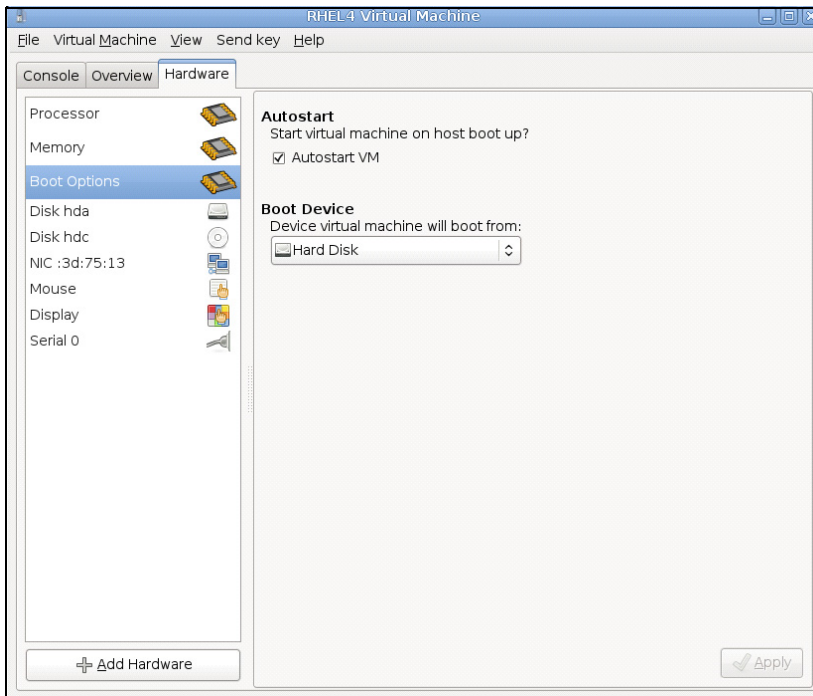 RHEL4 Virtual Machine
File Virtual Machine View Send key Help
Console Overview Hardware
Processor
Memory
Boot Options
Disk hda
Disk hdc
NIC :3d:75:13
Mouse
Display
Serial 0
Add Hardware
Autostart
Start virtual machine on host boot up?
Autostart VM
Boot Device
Device virtual machine will boot from:
Hard Disk
Apply